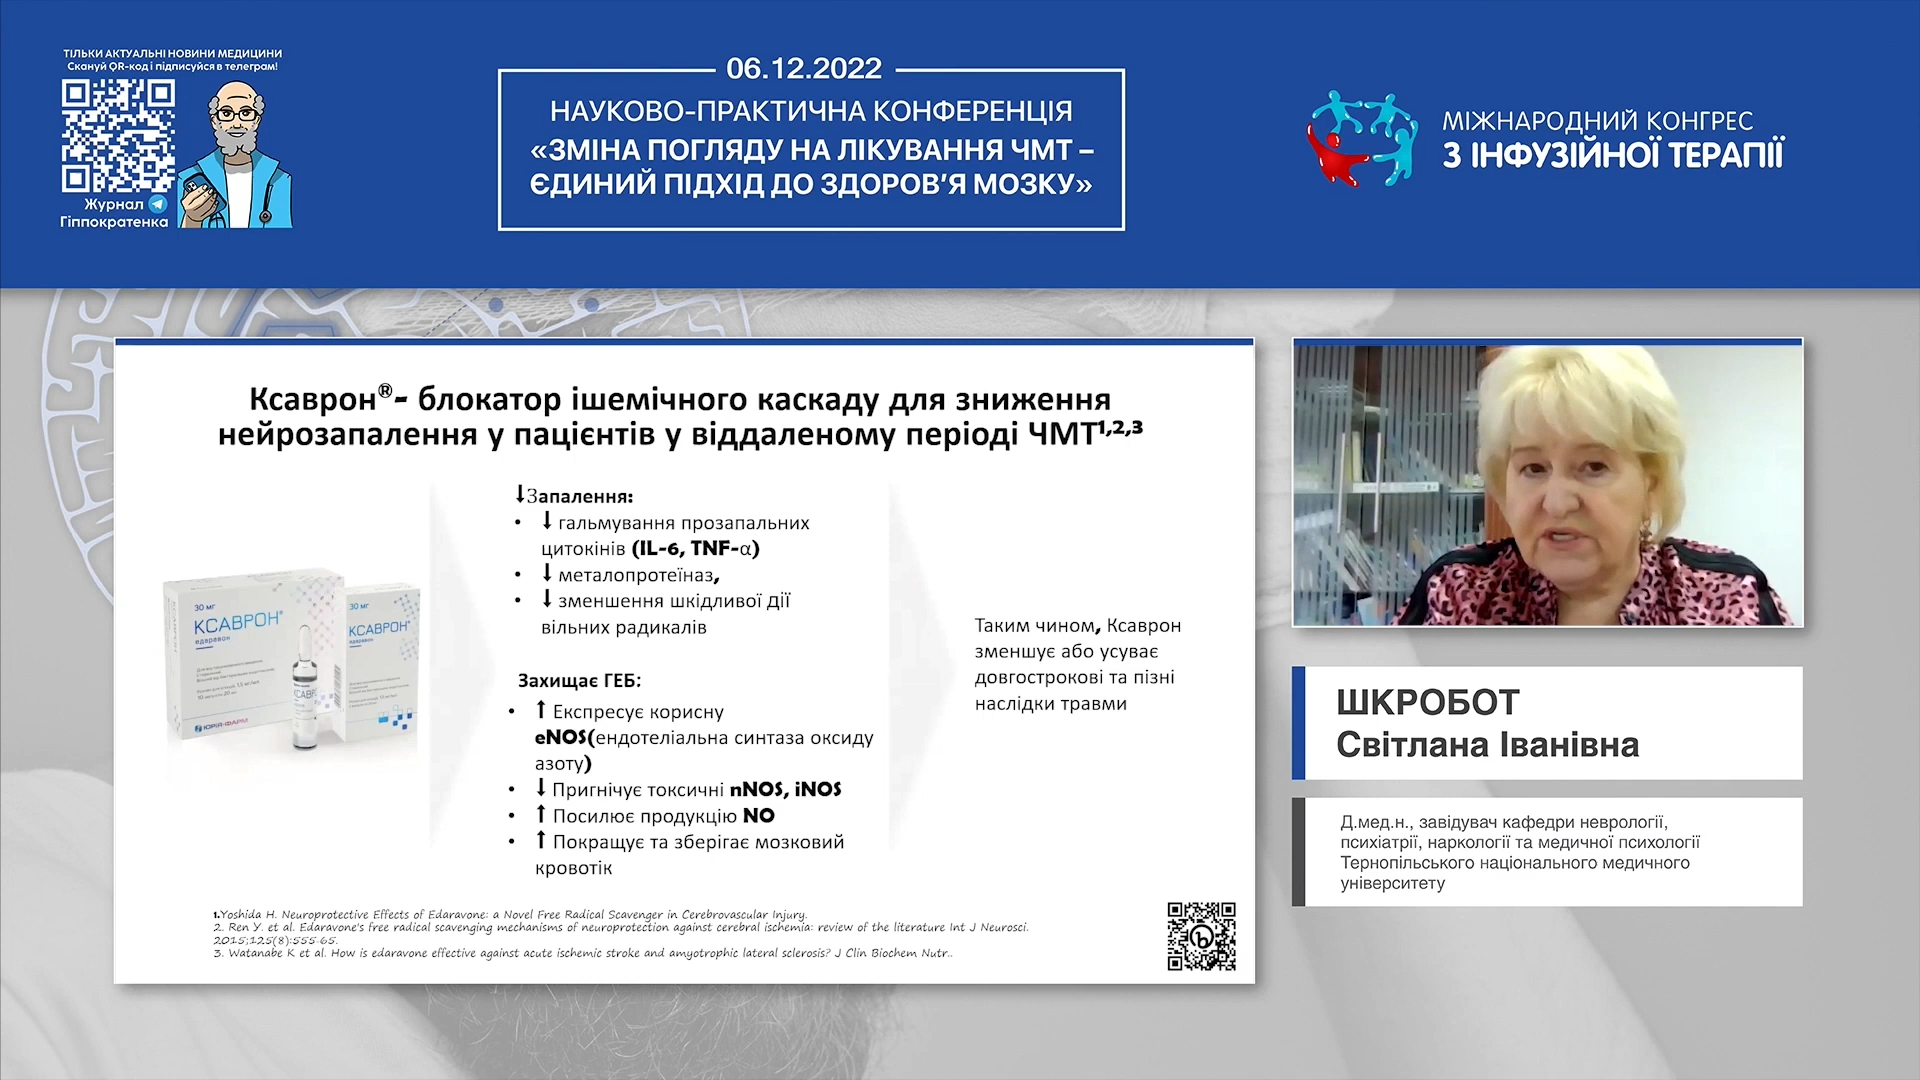 ТІЛЬКИ АКТУАЛЬНІ НОВИНИ МЕДИЦИНИ
Скануй QR-код і підписуйся в телеграм!
Журнал
Гіппократенка
06.12.2022
НАУКОВО-ПРАКТИЧНА КОНФЕРЕНЦІЯ
«ЗМІНА ПОГЛЯДУ НА ЛІКУВАННЯ ЧМТ –
ЄДИНИЙ ПІДХІД ДО ЗДОРОВ’Я МОЗКУ»
МІЖНАРОДНИЙ КОНГРЕС
З ІНФУЗІЙНОЇ ТЕРАПІЇ
Ксаврон®- блокатор ішемічного каскаду для зниження
нейрозапалення у пацієнтів у віддаленому періоді ЧМТ1,2,3
30 мг
КСАВРОН®
едаравон
ЮРІЯ-ФАРМ
30 мг
КСАВРОН®
едаравон
↓Запалення:
• ↓ гальмування прозапальних
цитокінів (IL-6, TNF-α)
• ↓ металопротеїназ,
• ↓ зменшення шкідливої дії
вільних радикалів
Захищає ГЕБ:
• ↑ Експресує корисну
eNOS(ендотеліальна синтаза оксиду
азоту)
• ↓ Пригнічує токсичні nNOS, iNOS
• ↑ Посилює продукцію NO
• ↑ Покращує та зберігає мозковий
кровотік
Таким чином, Ксаврон
зменшує або усуває
довгострокові та пізні
наслідки травми
1.Yoshida H. Neuroprotective Effects of Edaravone: a Novel Free Radical Scavenger in Cerebrovascular Injury.
2. Ren Y. et al. Edaravone's free radical scavenging mechanisms of neuroprotection against cerebral ischemia: review of the literature Int J Neurosci.
2015;125(8):555-65.
3. Watanabe K et al. How is edaravone effective against acute ischemic stroke and amyotrophic lateral sclerosis? J Clin Biochem Nutr..
ШКРОБОТ
Світлана Іванівна
Д.мед.н., завідувач кафедри неврології,
психіатрії, наркології та медичної психології
Тернопільського національного медичного
університету